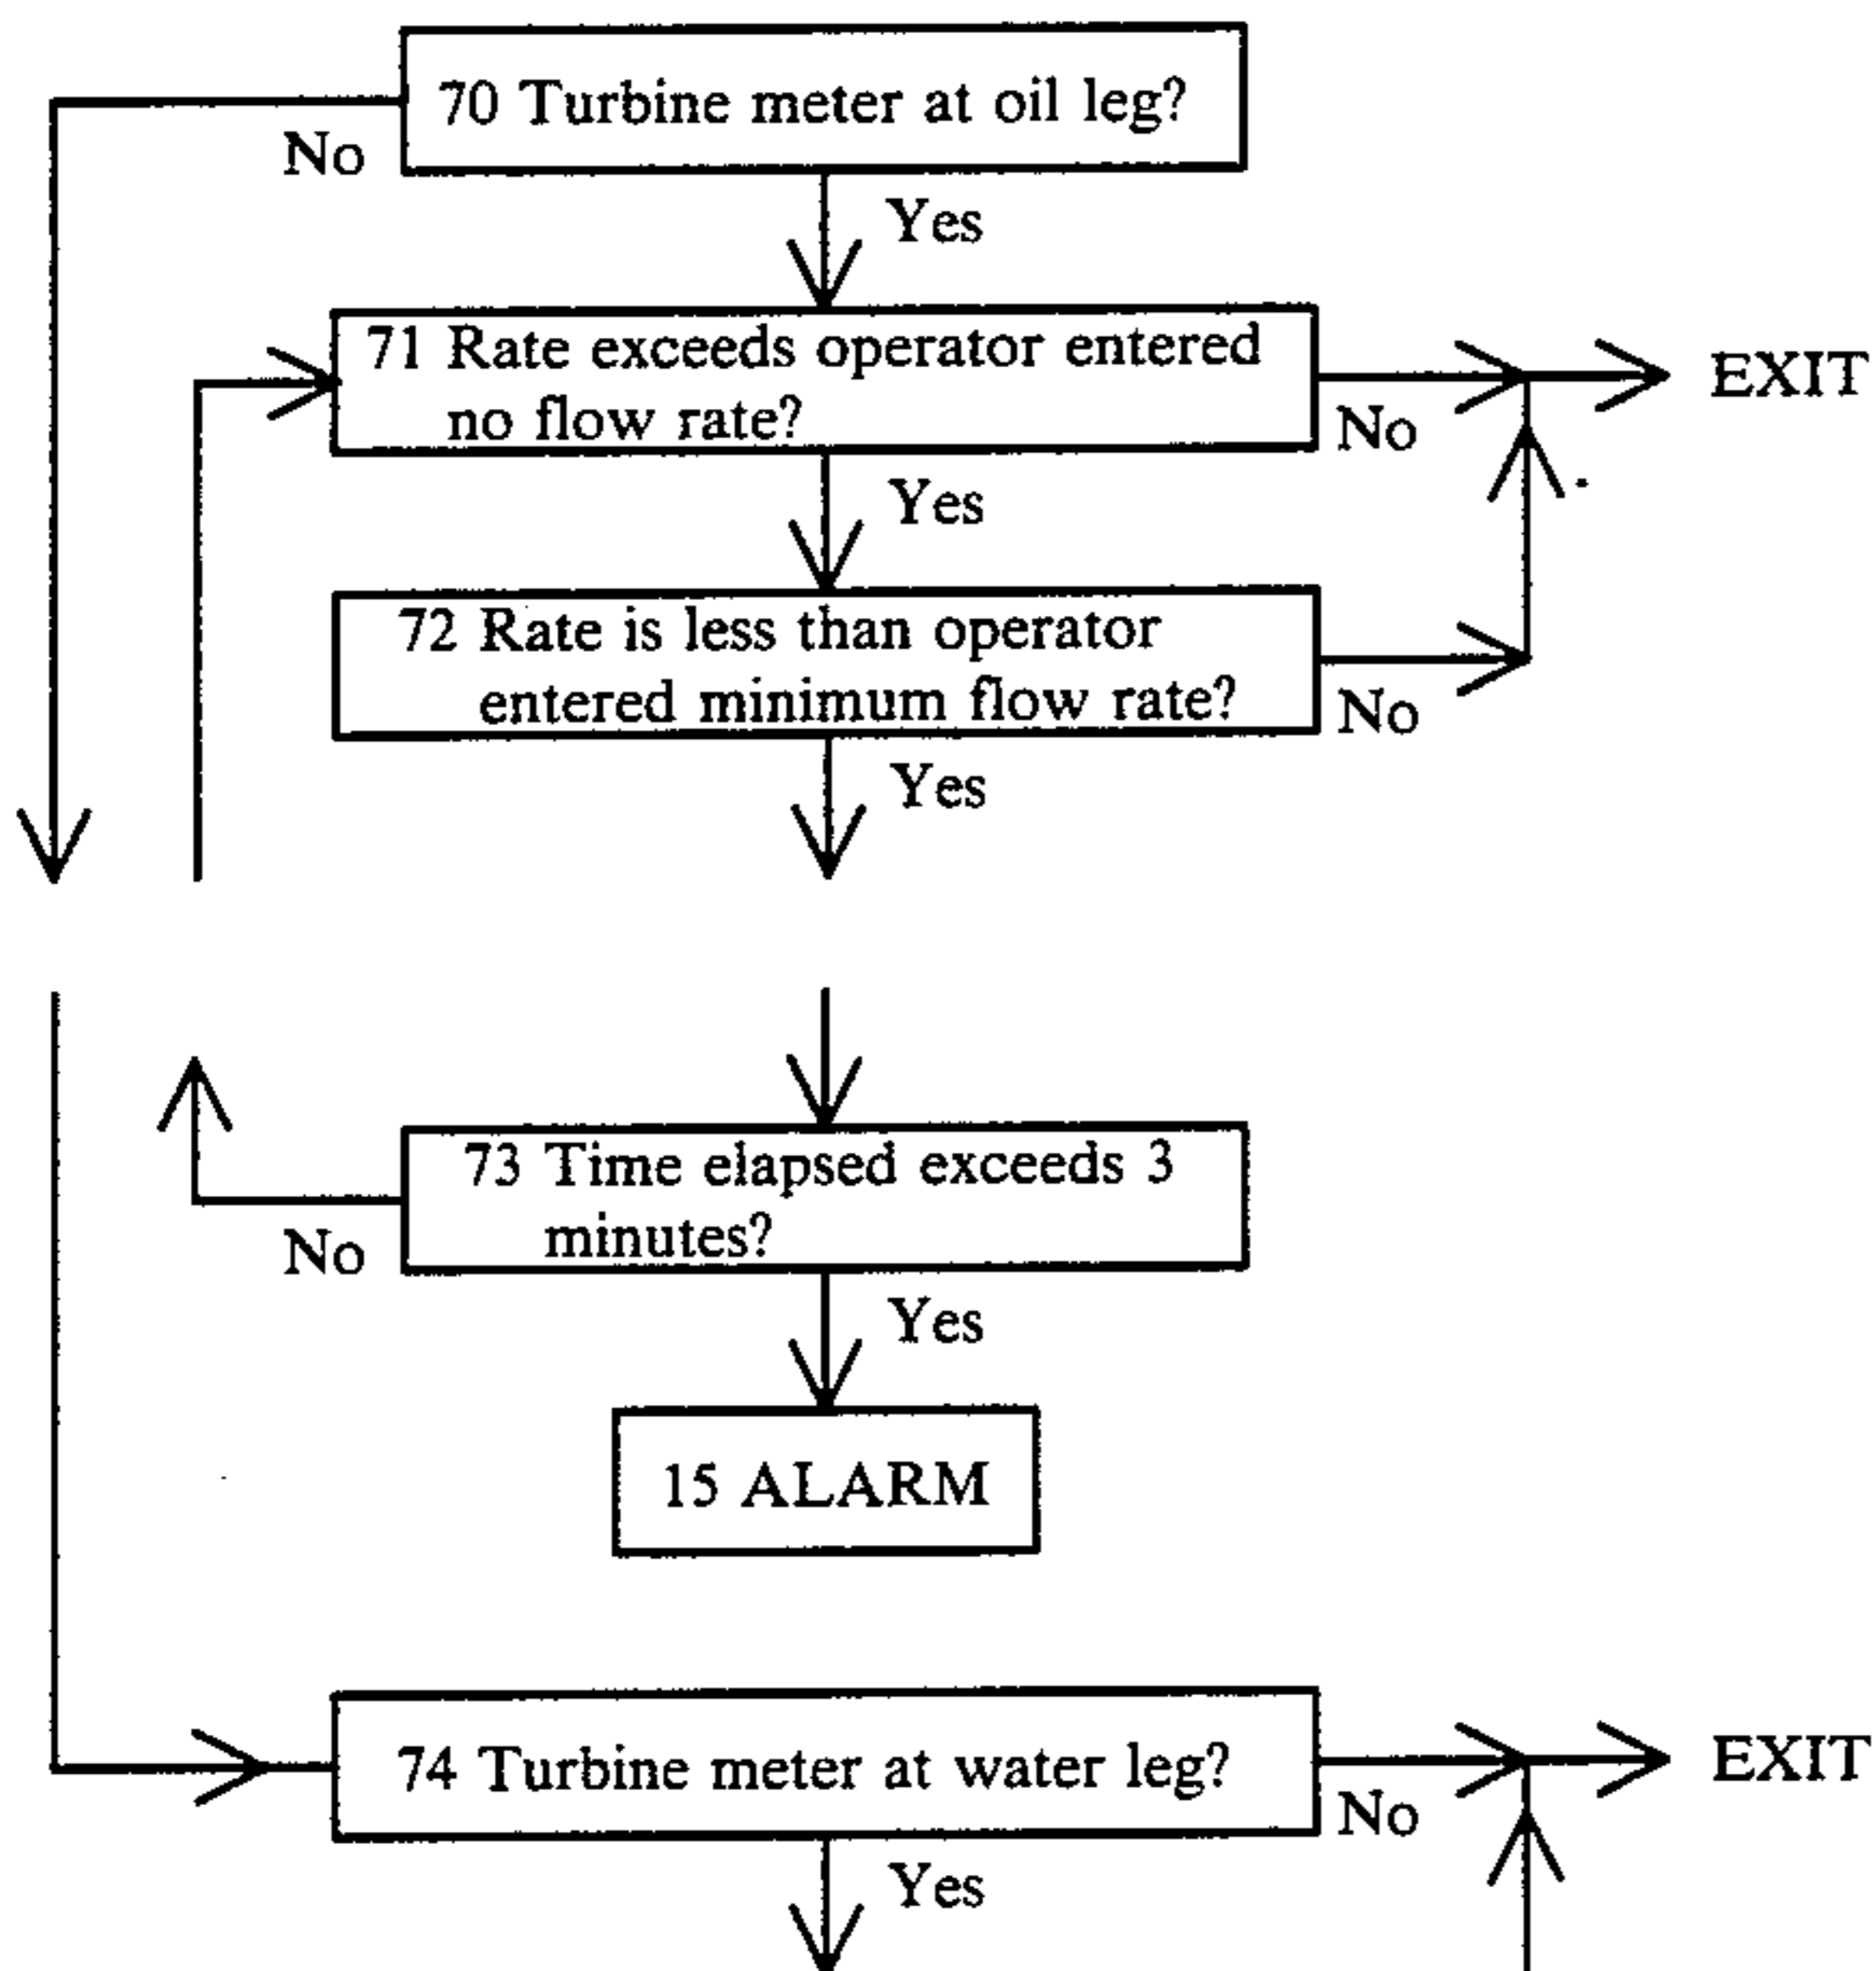 70 Turbine meter at oil leg?
No
Yes
71 Rate exceeds operator entered
no flow rate?
EXIT
No
Yes
72 Rate is less than operator
entered minimum flow rate?
No
Yes
73 Time elapsed exceeds 3
minutes?
No
Yes
15 ALARM
74 Turbine meter at water leg?
EXIT
No
Yes